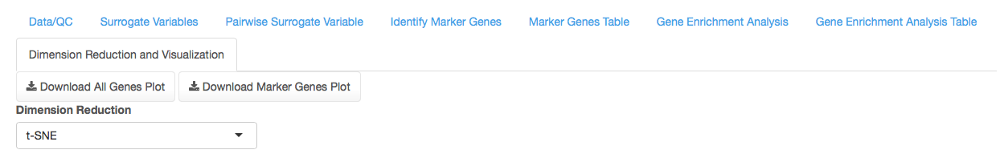 Data/QC Surrogate Variables Pairwise Surrogate Variable Identify Marker Genes Marker Genes Table Gene Enrichment Analysis Gene Enrichment Analysis Table
Dimension Reduction and Visualization
Download All Genes Plot Download Marker Genes Plot
Dimension Reduction
t-SNE